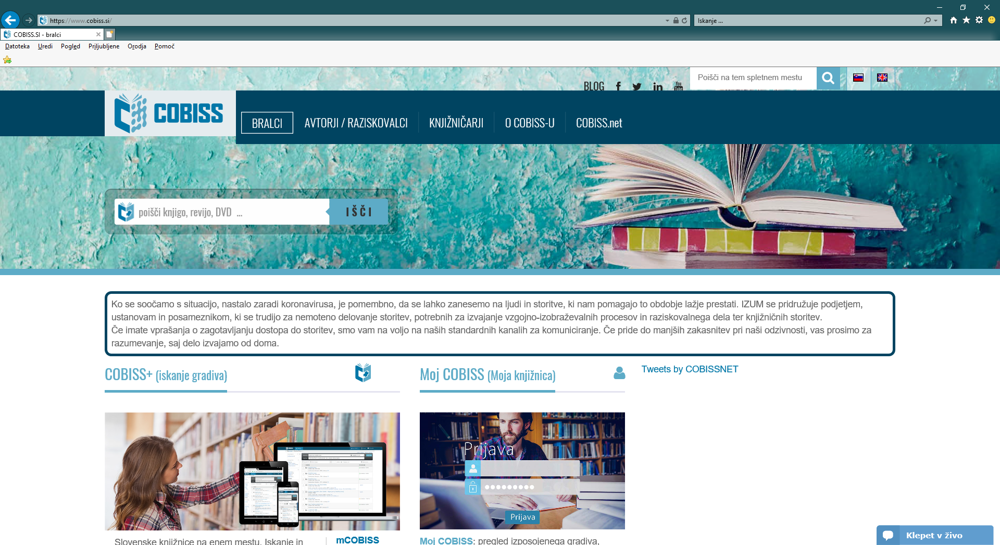 https://www.cobiss.si/
Iskanje ...
COBISS.SI - bralci
Datoteka Uredi Pogled Priljubljene Orodja Pomoč
BLOG
You Tube
Poišči na tem spletnem mestu
COBISS
BRALCI
AVTORJI / RAZISKOVALCI
KNJIŽNIČARJI
O COBISS-U
COBISS.net
poišči knjigo, revijo, DVD ...
IŠČI
Ko se soočamo s situacijo, nastalo zaradi koronavirusa, je pomembno, da se lahko zanesemo na ljudi in storitve, ki nam pomagajo to obdobje lažje prestati. IZUM se pridružuje podjetjem,
ustanovam in posameznikom, ki se trudijo za nemoteno delovanje storitev, potrebnih za izvajanje vzgojno-izobraževalnih procesov in raziskovalnega dela ter knjižničnih storitev.
Če imate vprašanja o zagotavljanju dostopa do storitev, smo vam na voljo na naših standardnih kanalih za komuniciranje. Če pride do manjših zakasnitev pri naši odzivnosti, vas prosimo za
razumevanje, saj delo izvajamo od doma.
COBISS+ (iskanje gradiva)
Moj COBISS (Moja knjižnica)
Tweets by COBISSNET
Prijava
Prijava
Slovenske knjižnice na enem mestu. Iskanje in
mCOBISS
Moj COBISS: pregled izposojenega gradiva,
Klepet v živo